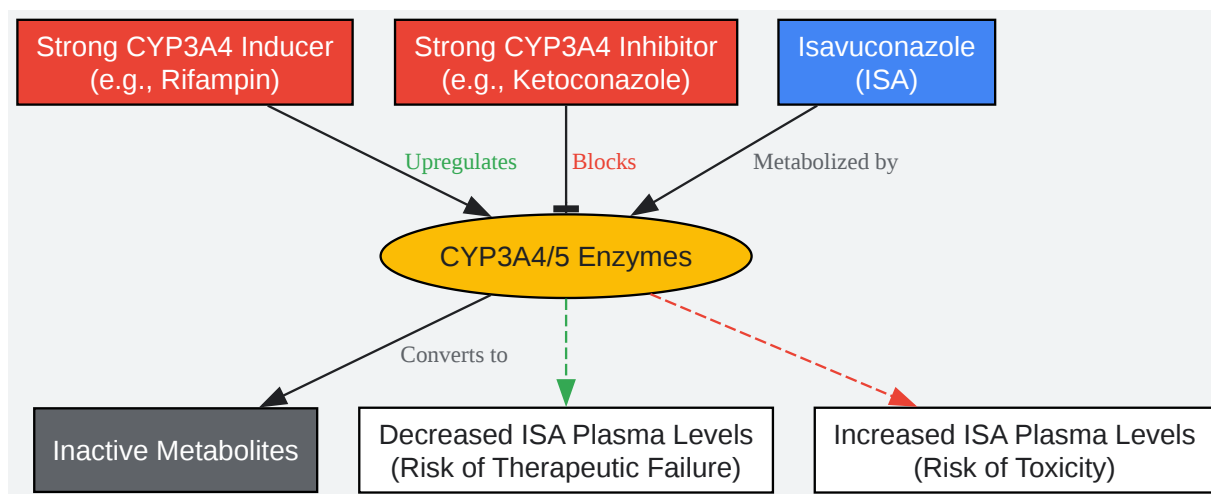 Strong CYP3A4 Inducer
(e.g., Rifampin)
Strong CYP3A4 Inhibitor
(e.g., Ketoconazole)
Isavuconazole
(ISA)
Upregulates
Blocks
Metabolized by
CYP3A4/5 Enzymes
Converts to
Inactive Metabolites
Decreased ISA Plasma Levels
(Risk of Therapeutic Failure)
Increased ISA Plasma Levels
(Risk of Toxicity)